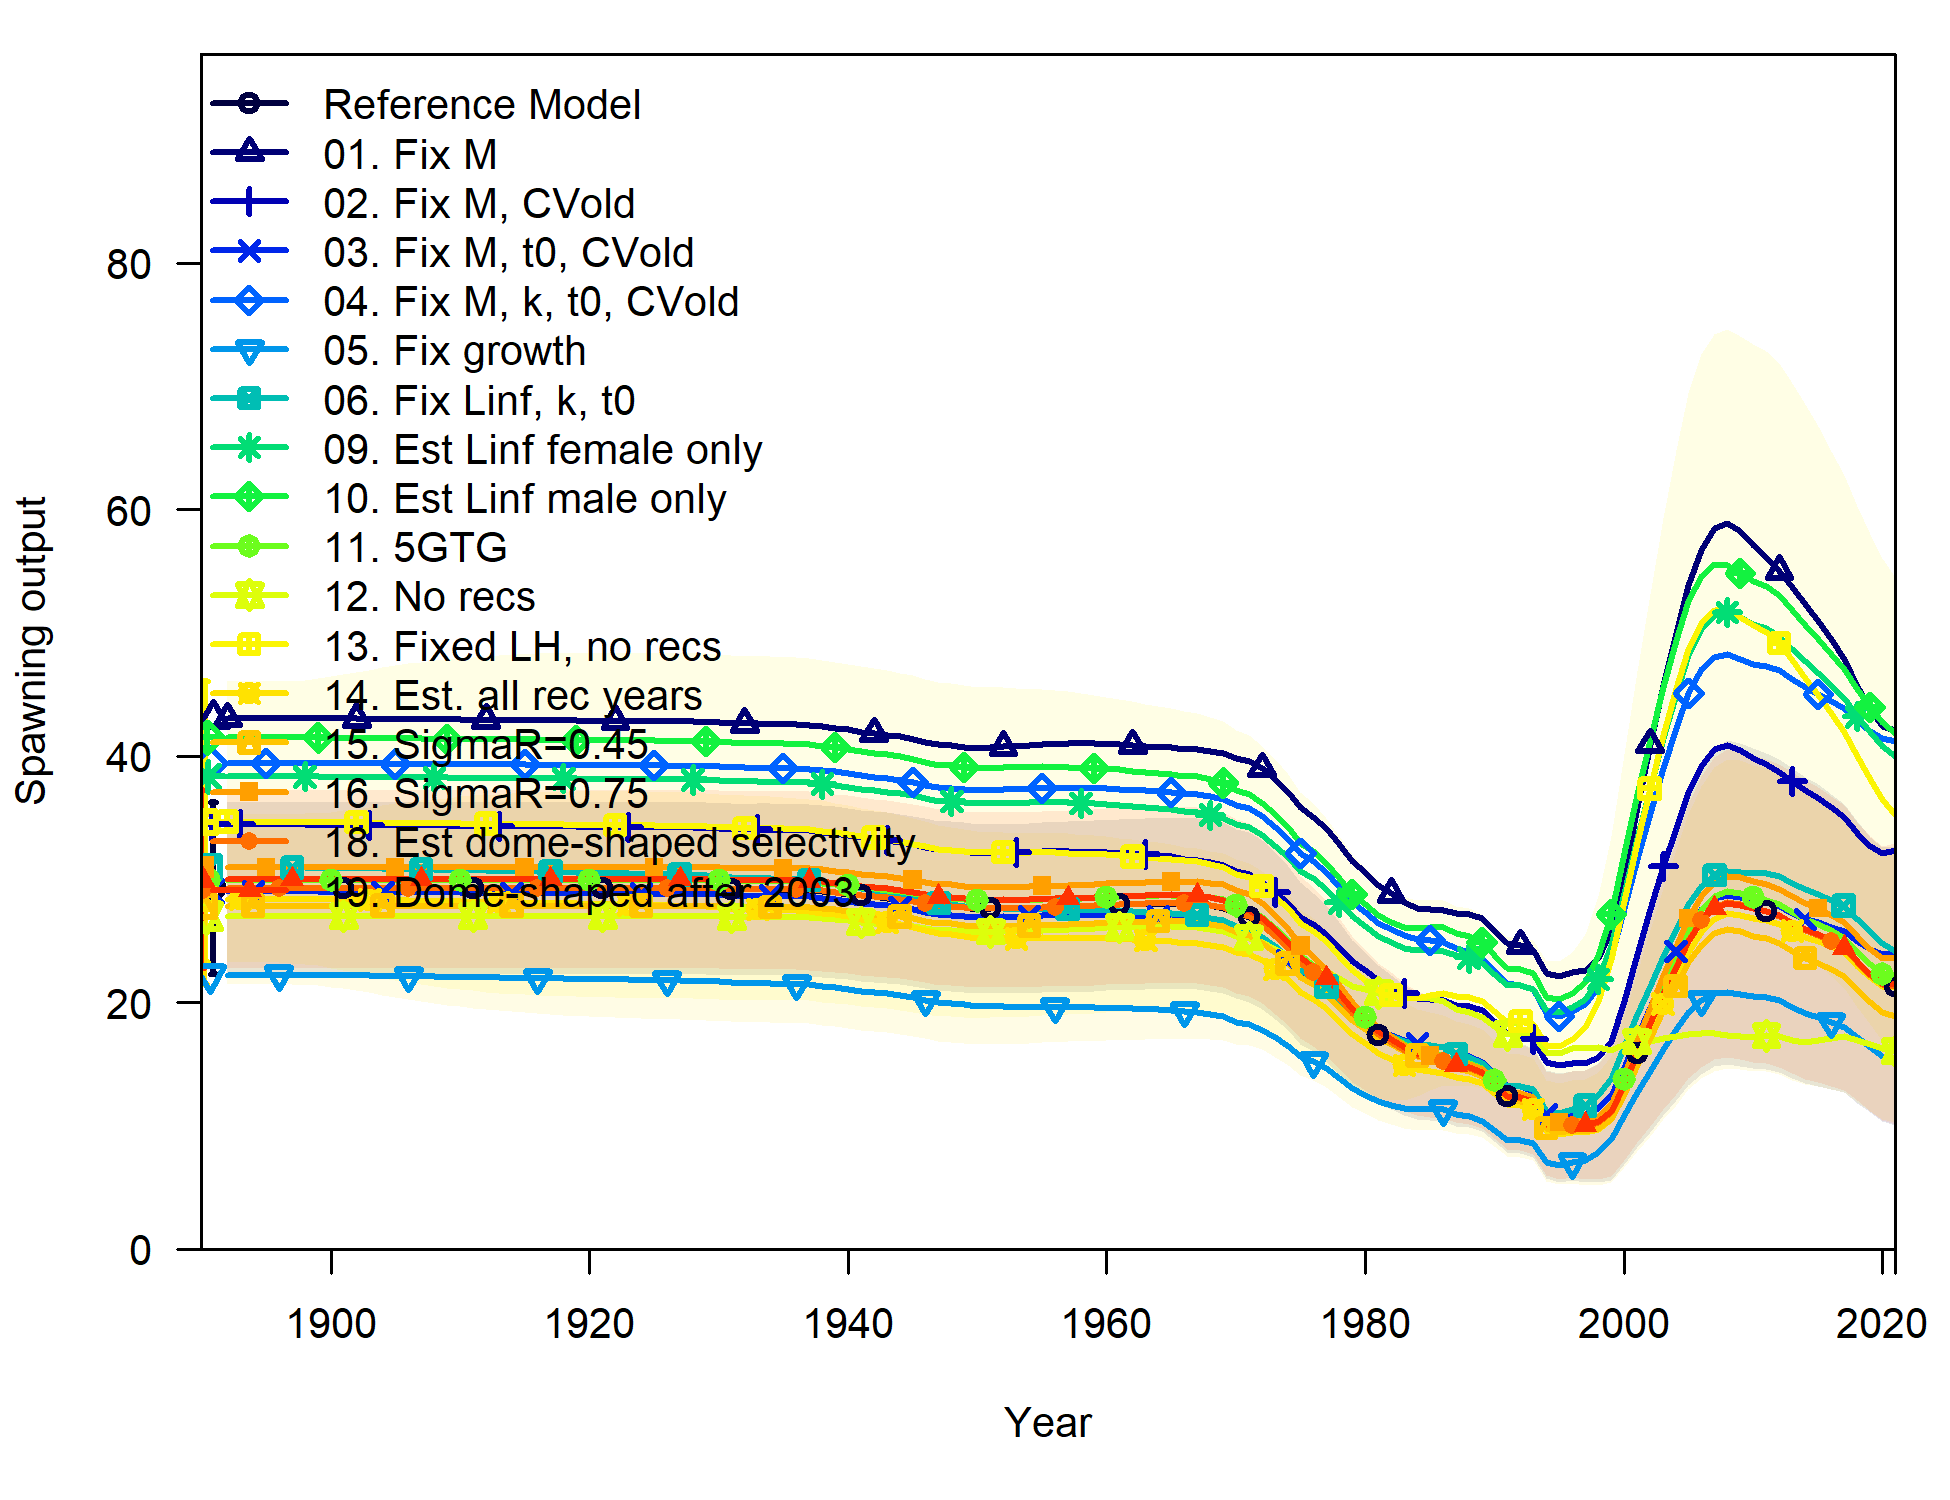 Reference Model
01. Fix M
02. Fix M, CVold
03. Fix M, t0, CVold
04. Fix M, k, t0, CVold
05. Fix growth
06. Fix Linf, k, t0
09. Est Linf female only
10. Est Linf male only
11. 5GTG
12. No recs
13. Fixed LH, no recs
14. Est. all rec years
15. SigmaR=0.45
16. SigmaR=0.75
18. Est dome-shaped selectivity
19. Dome-shaped after 2003
Spawning output
80
60
40
20
0
1900 1920 1940 1960 1980 2000 2020
Year